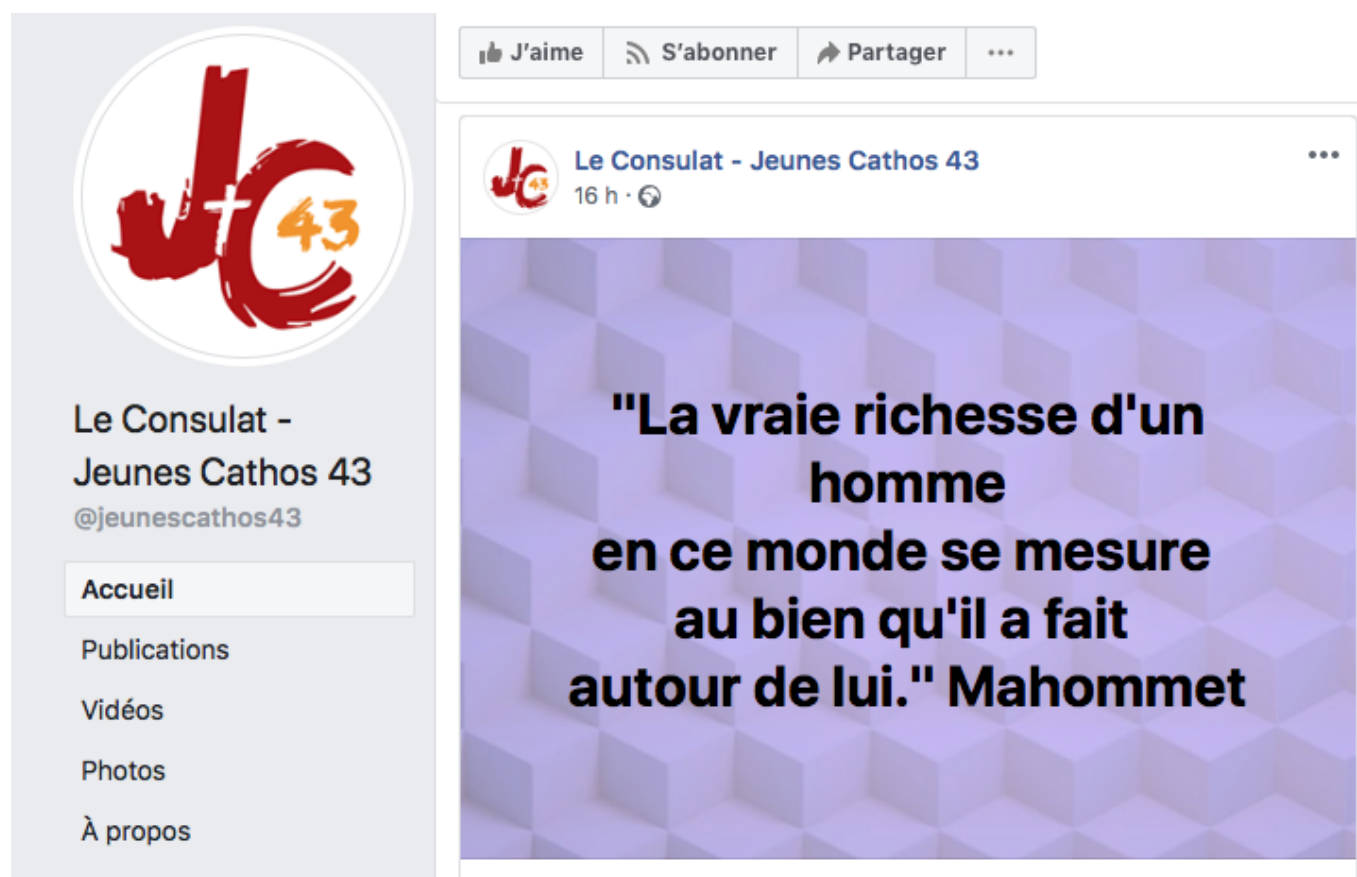 JC 43
Le Consulat -
Jeunes Cathos 43
@jeunescathos43
Accueil
Publications
Vidéos
Photos
À propos
J'aime
S'abonner
Partager
...
JC 43
Le Consulat - Jeunes Cathos 43
16 h ·
"La vraie richesse d'un
homme
en ce monde se mesure
au bien qu'il a fait
autour de lui." Mahommet